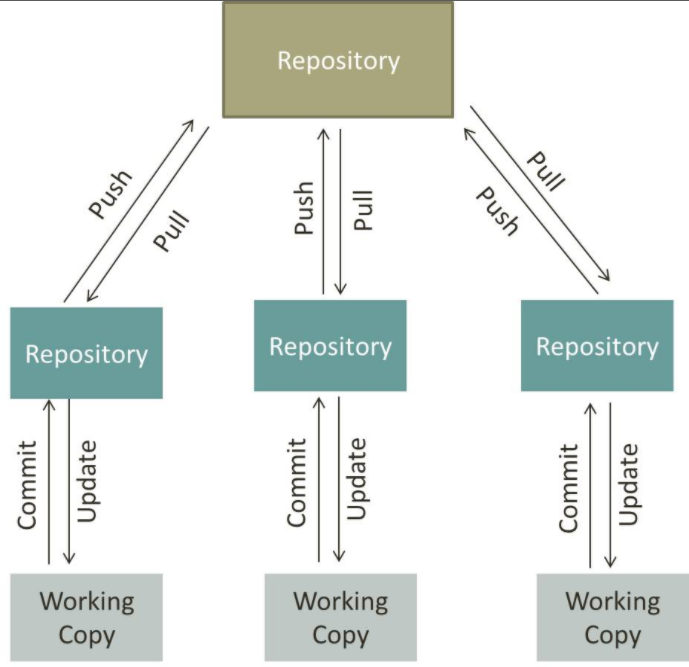 Repository
Push
Pull
Push
Pull
Pull
Push
Repository
Repository
Repository
Commit
Update
Commit
Update
Commit
Update
Working
Copy
Working
Copy
Working
Copy